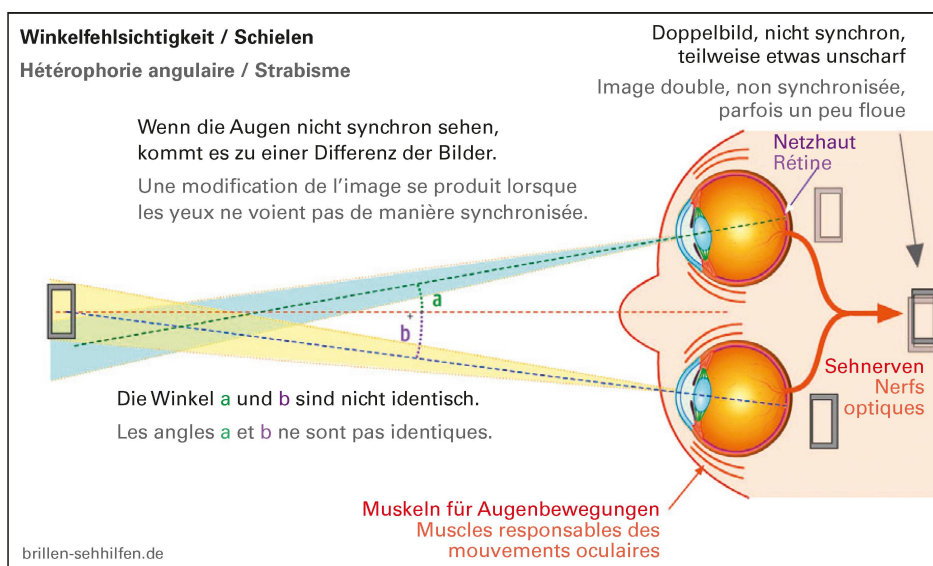 Winkelfehlsichtigkeit / Schielen
Hétérophorie angulaire / Strabisme
Doppelbild, nicht synchron,
teilweise etwas unscharf
Image double, non synchronisée,
parfois un peu floue
Wenn die Augen nicht synchron sehen,
kommt es zu einer Differenz der Bilder.
Une modification de l'image se produit lorsque
les yeux ne voient pas de manière synchronisée.
Netzhaut
Rétine
a
b
Die Winkel a und b sind nicht identisch.
Les angles a et b ne sont pas identiques.
Sehnerven
Nerfs
optiques
Muskeln für Augenbewegungen
Muscles responsables des
mouvements oculaires
brillen-sehhilfen.de